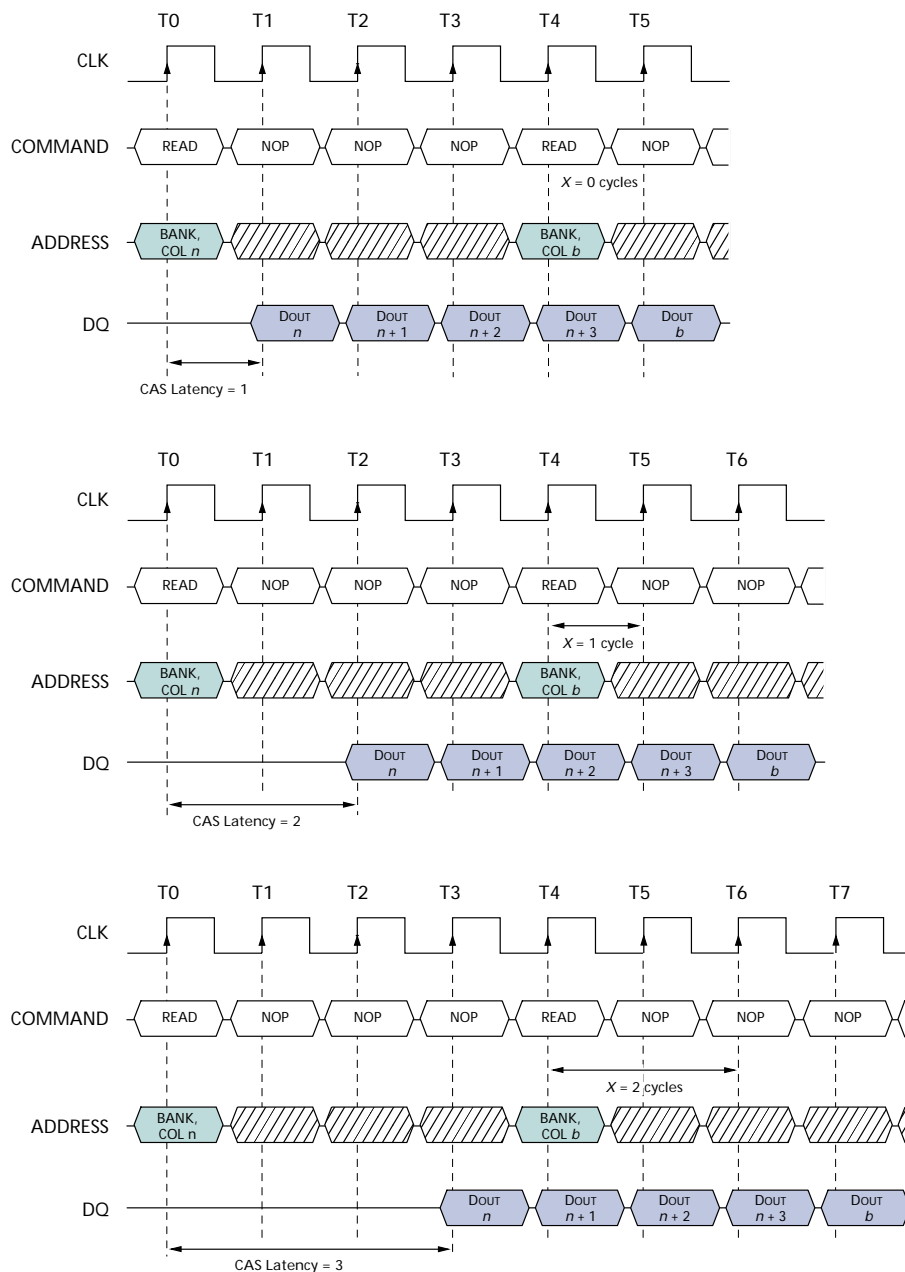 T0 T1 T2 T3 T4 T5
CLK
COMMAND READ NOP NOP NOP READ NOP
X = 0 cycles
ADDRESS BANK, COL n BANK, COL b
DQ DOUT n DOUT n + 1 DOUT n + 2 DOUT n + 3 DOUT b
CAS Latency = 1
T0 T1 T2 T3 T4 T5 T6
CLK
COMMAND READ NOP NOP NOP READ NOP NOP
X = 1 cycle
ADDRESS BANK, COL n BANK, COL b
DQ DOUT n DOUT n + 1 DOUT n + 2 DOUT n + 3 DOUT b
CAS Latency = 2
T0 T1 T2 T3 T4 T5 T6 T7
CLK
COMMAND READ NOP NOP NOP READ NOP NOP NOP
X = 2 cycles
ADDRESS BANK, COL n BANK, COL b
DQ DOUT n DOUT n + 1 DOUT n + 2 DOUT n + 3 DOUT b
CAS Latency = 3